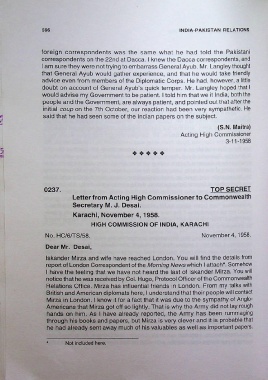 596 INDIA-PAKISTAN RELATIONS
foreign correspondents was the same what he had told the Pakistani
correspondents on the 22nd at Dacca. I know the Dacca correspondents, and
I am sure they were not trying to embarrass General Ayub. Mr. Langley thought
that General Ayub would gather experience, and that he would take friendly
advice even from members of the Diplomatic Corps. He had, however, a little
doubt on account of General Ayub's quick temper. Mr. Langley hoped that I
would advise my Government to be patient. I told him that we in India, both the
people and the Government, are always patient, and pointed out that after the
initial coup on the 7th October, our reaction had been very sympathetic. He
said that he had seen some of the Indian papers on the subject.
(S.N. Maitra)
Acting High Commissioner
3-11-1958
0237. TOP SECRET
Letter from Acting High Commissioner to Commonwealth
Secretary M. J. Desai.
Karachi, November 4, 1958.
HIGH COMMISSION OF INDIA, KARACHI
No. HC/6/TS/58. November 4, 1958.
Dear Mr. Desai,
Iskander Mirza and wife have reached London. You will find the details from
report of London Correspondent of the Morning News which I attach*. Somehow
I have the feeling that we have not heard the last of Iskander Mirza. You will
notice that he was received by Col. Hugo, Protocol Officer of the Commonwealth
Relations Office. Mirza has influential friends in London. From my talks with
British and American diplomats here, I understand that their people will contact
Mirza in London. I know it for a fact that it was due to the sympathy of Anglo
Americans that Mirza got off so lightly. That is why the Army did not lay rough
hands on him. As I have already reported, the Army has been rummaging
through his books and papers, but Mirza is very clever and it is probable that
he had already sent away much of his valuables as well as important papers.
* Not included here.